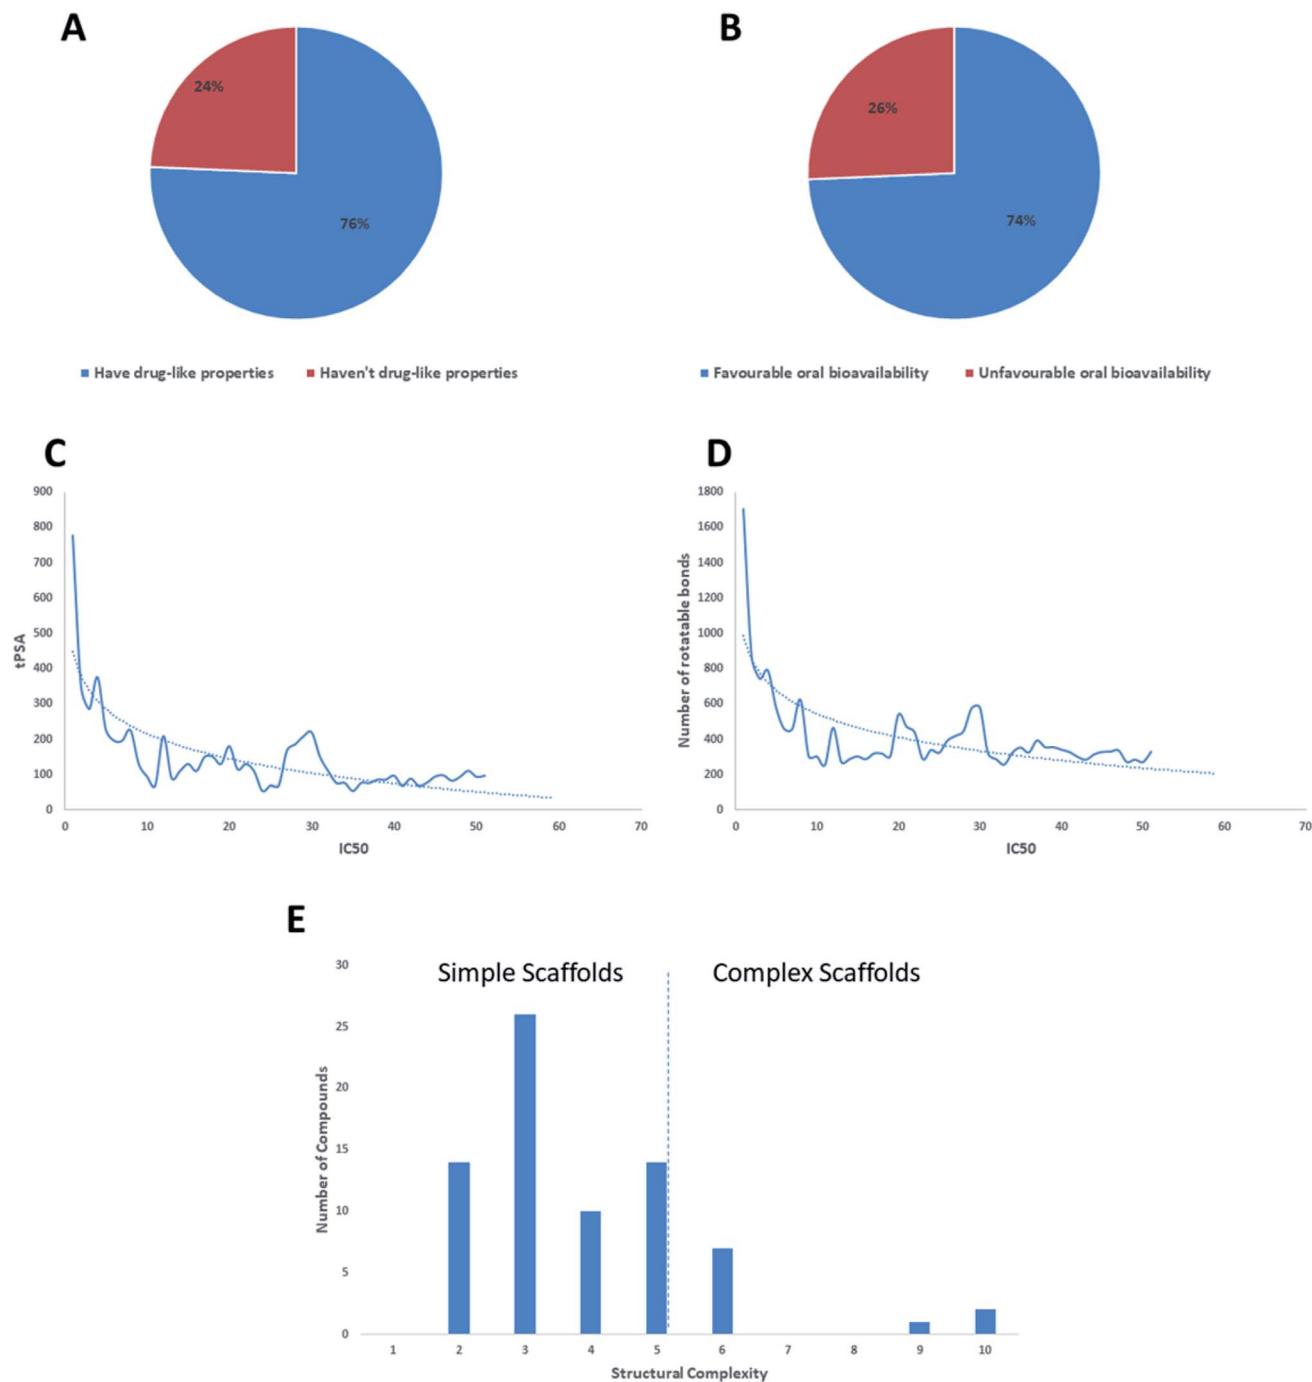 A
24%
76%
Have drug-like properties Haven't drug-like properties
B
26%
74%
Favourable oral bioavailability Unfavourable oral bioavailability
C
900
800
700
600
500
400
300
200
100
0
tPSA
0 10 20 30 40 50 60 70
IC50
D
1800
1600
1400
1200
1000
800
600
400
200
0
Number of rotatable bonds
0 10 20 30 40 50 60 70
IC50
E
Simple Scaffolds Complex Scaffolds
30
25
20
15
10
5
0
Number of Compounds
1 2 3 4 5 6 7 8 9 10
Structural Complexity